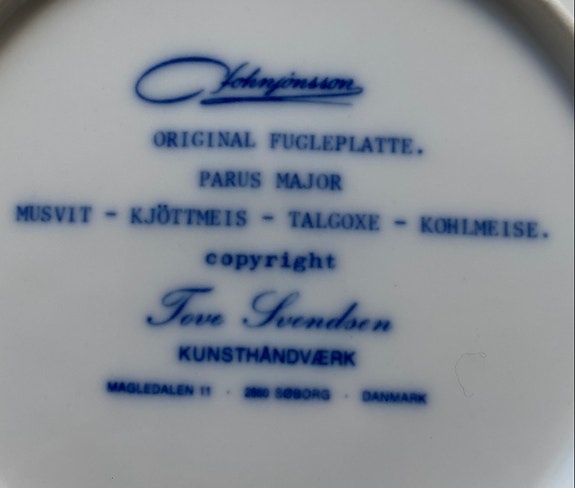 Johnjönsson
ORIGINAL FUGLEPLATTE.
PARUS MAJOR
MUSVIT - KJÖTTMEIS - TALGOXE - KOHLMEISE.
copyright
Tove Svendsen
KUNSTHÅNDVÆRK
MAGLEDALEN 11 · 2860 SØBORG · DANMARK